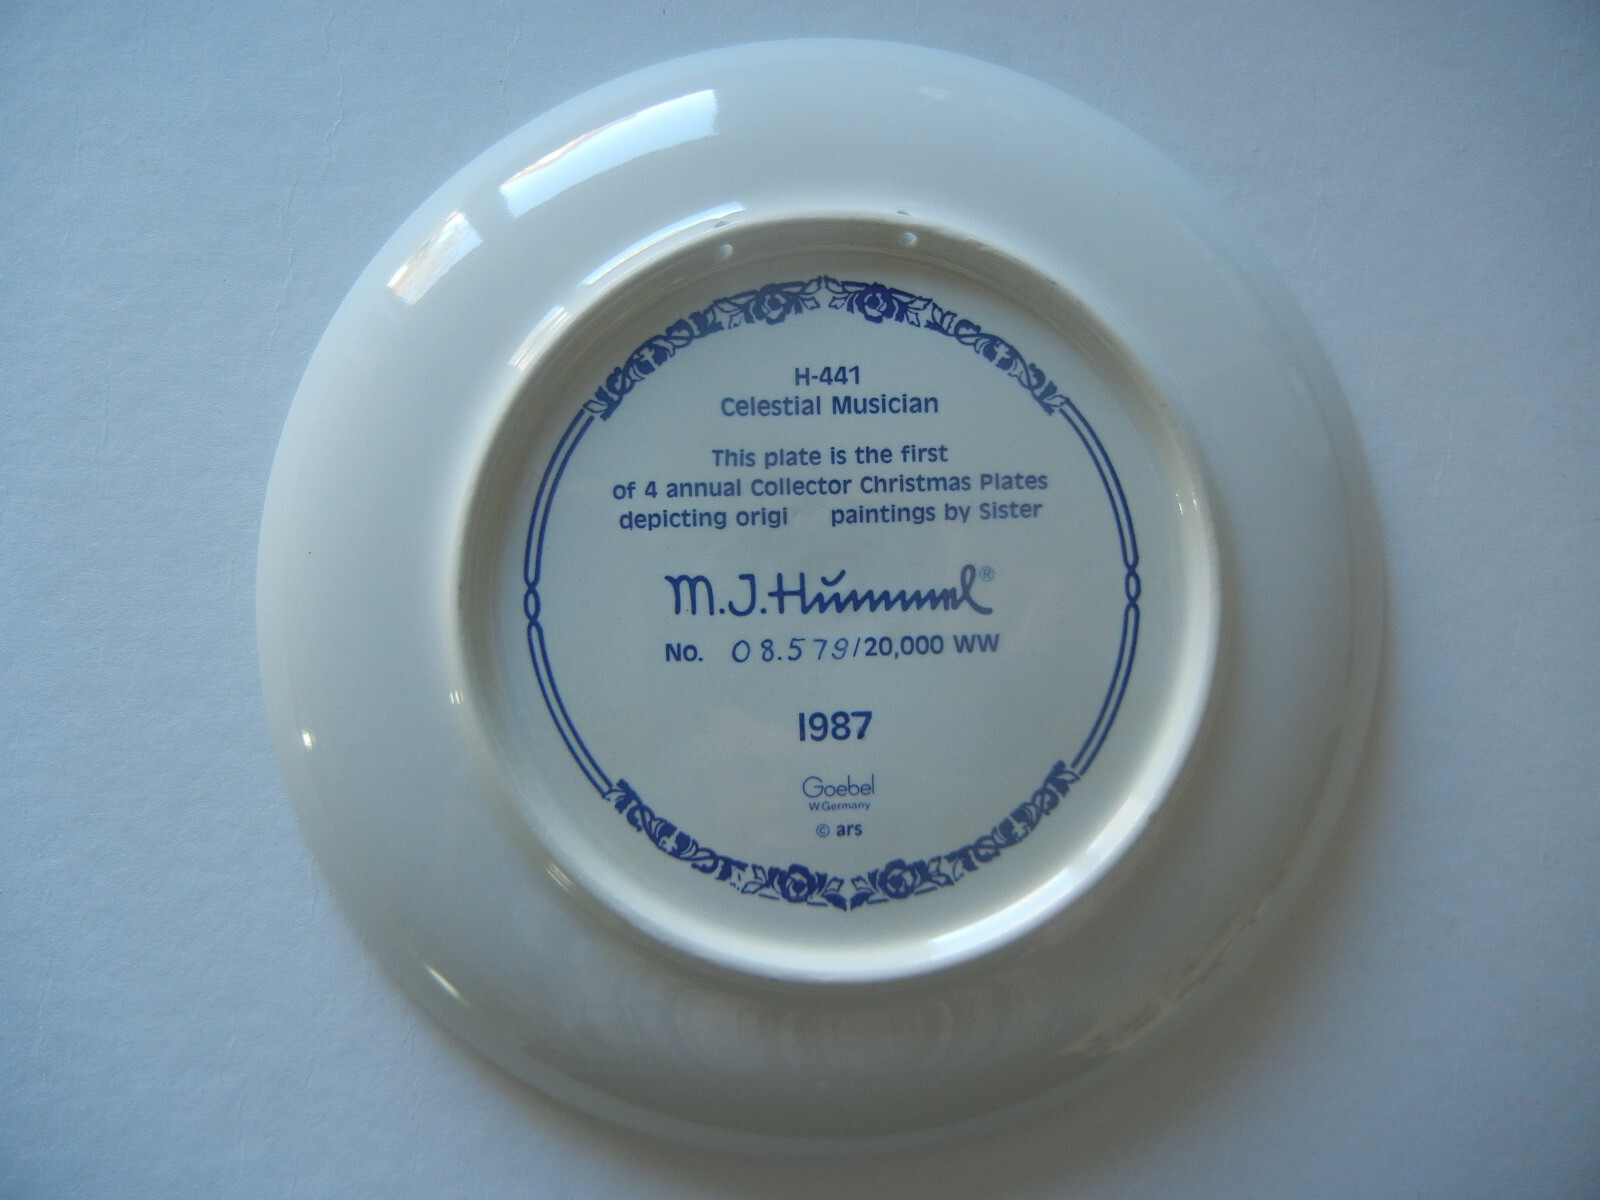 H-441
Celestial Musician
This plate is the first
of 4 annual Collector Christmas Plates
depicting origi paintings by Sister
M.J.Hummel®
No. 08.579/20,000 WW
1987
Goebel
W.Germany
© ars